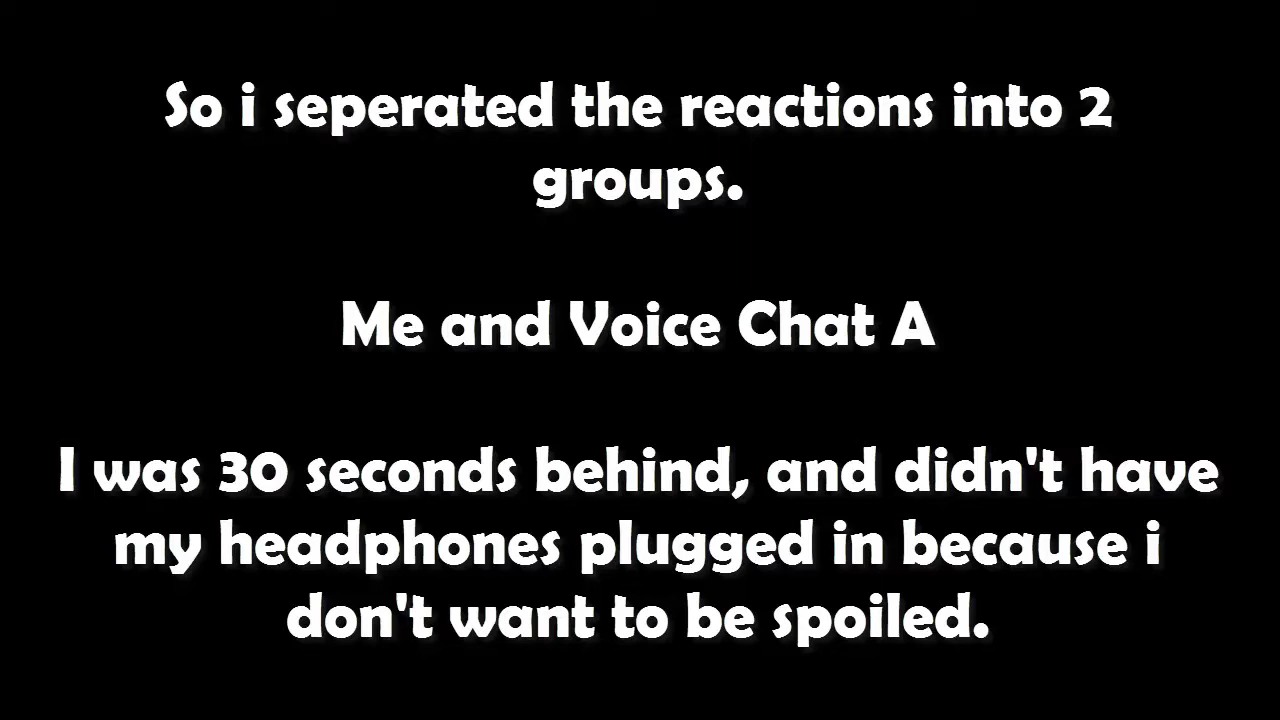 So i seperated the reactions into 2
groups.
Me and Voice Chat A
I was 30 seconds behind, and didn't have
my headphones plugged in because i
don't want to be spoiled.